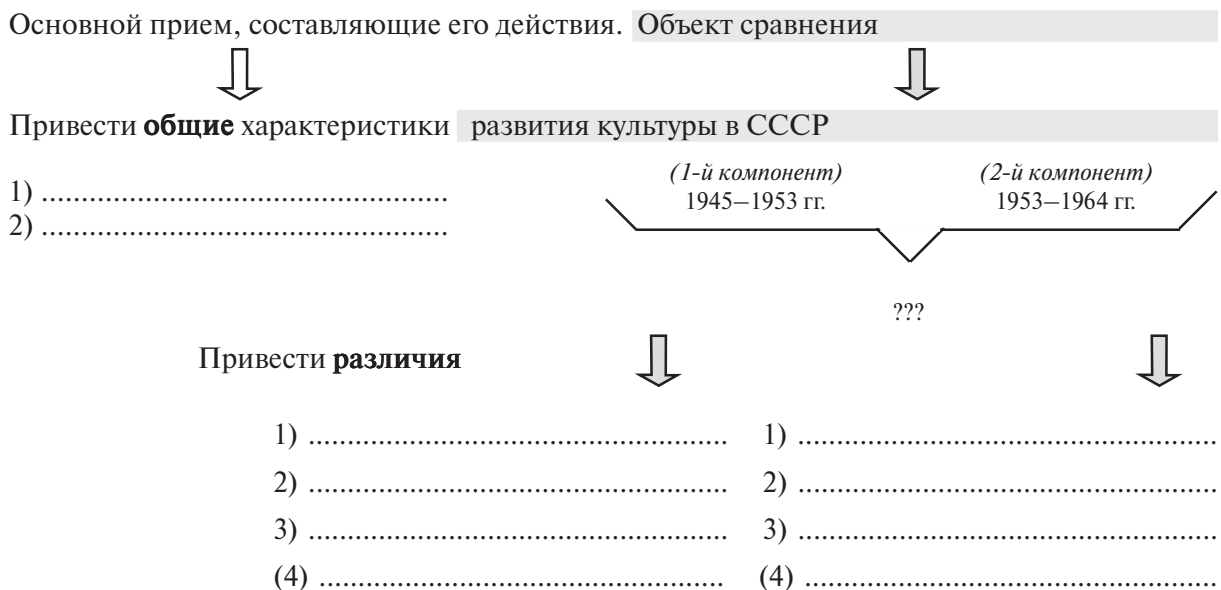 Основной прием, составляющие его действия. Объект сравнения
Привести общие характеристики развития культуры в СССР
(1-й компонент) (2-й компонент)
1) .....................................................
1945–1953 гг. 1953–1964 гг.
2) .....................................................
???
Привести различия
1) ...................................................... 1) ......................................................
2) ...................................................... 2) ......................................................
3) ...................................................... 3) ......................................................
(4) .................................................... (4) .....................................................